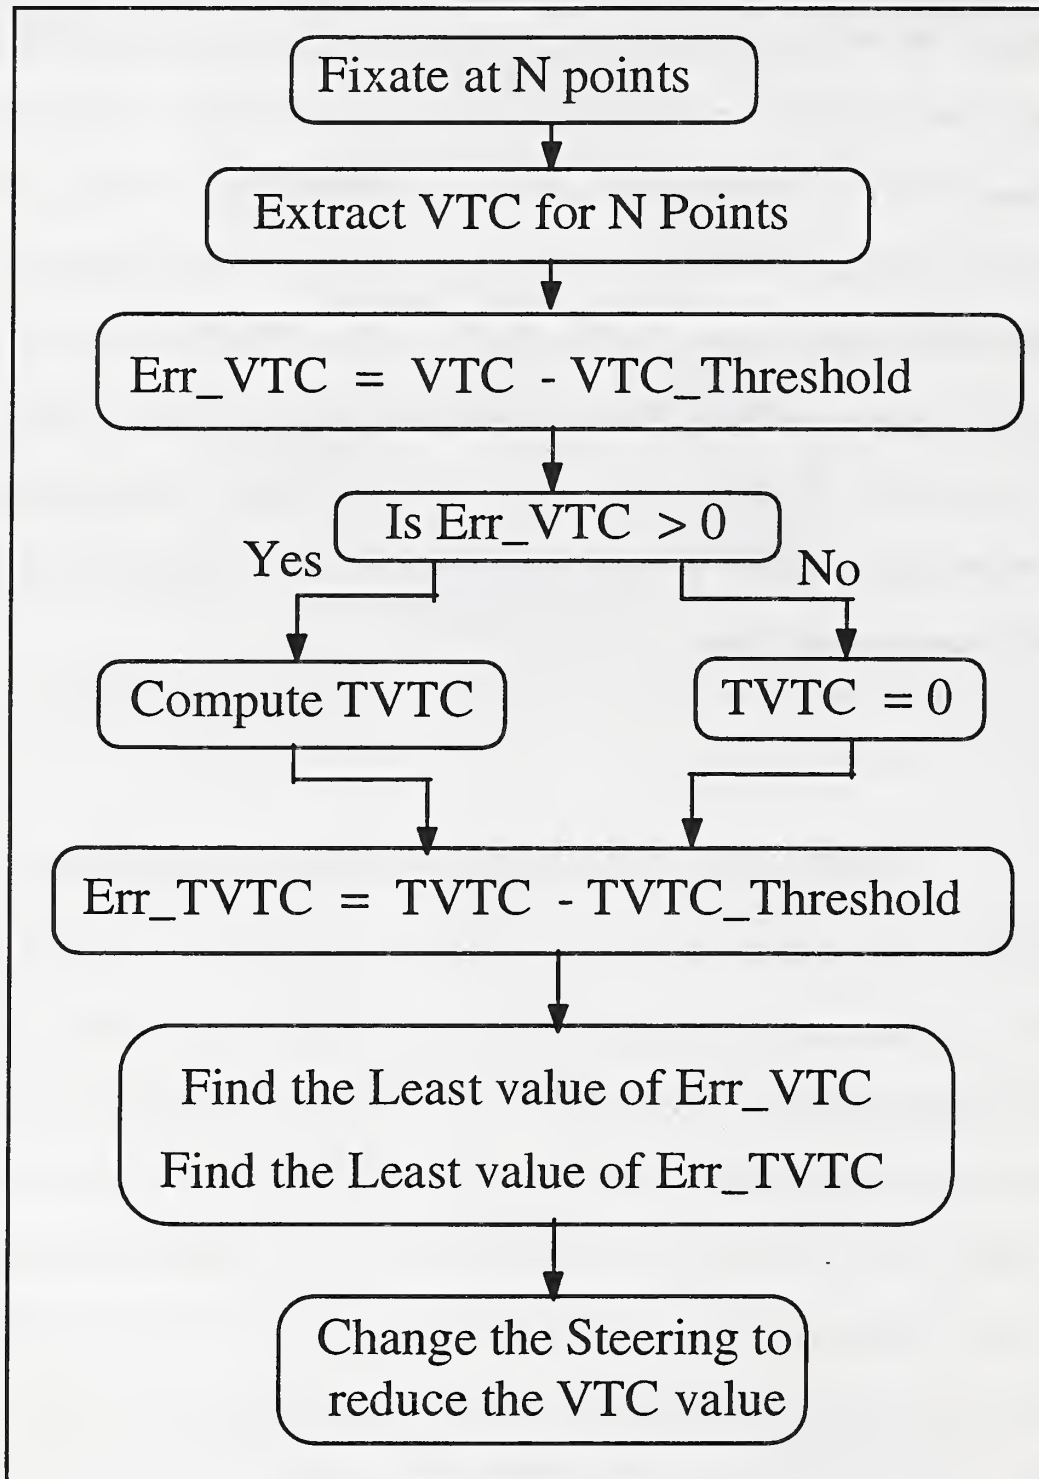 Fixate at N points
Extract VTC for N Points
Err_VTC = VTC - VTC_Threshold
Is Err_VTC > 0
Yes
No
Compute TVTC
TVTC = 0
Err_TVTC = TVTC - TVTC_Threshold
Find the Least value of Err_VTC
Find the Least value of Err_TVTC
Change the Steering to
reduce the VTC value